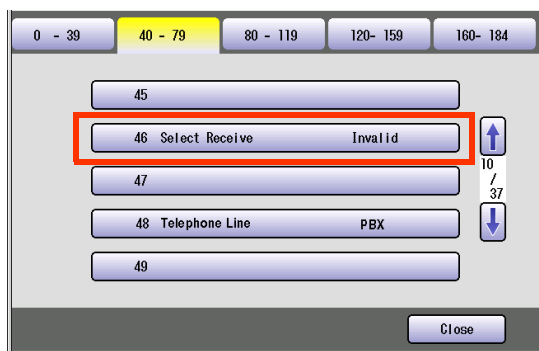 0 - 39 40 - 79 80 - 119 120- 159 160- 184
45
46 Select Receive Invalid
47
48 Telephone Line PBX
49
10
/
37
Close